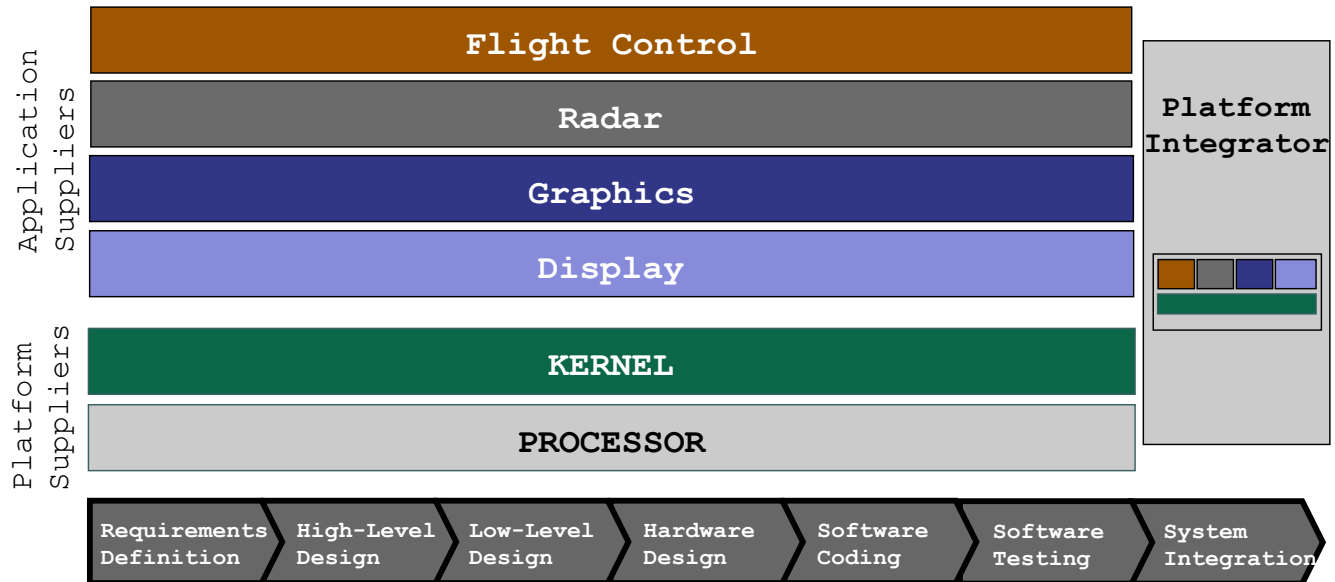 Application
Suppliers
Flight Control
Radar
Graphics
Display
Platform
Integrator
Platform
Suppliers
KERNEL
PROCESSOR
Requirements
Definition
High-Level
Design
Low-Level
Design
Hardware
Design
Software
Coding
Software
Testing
System
Integration